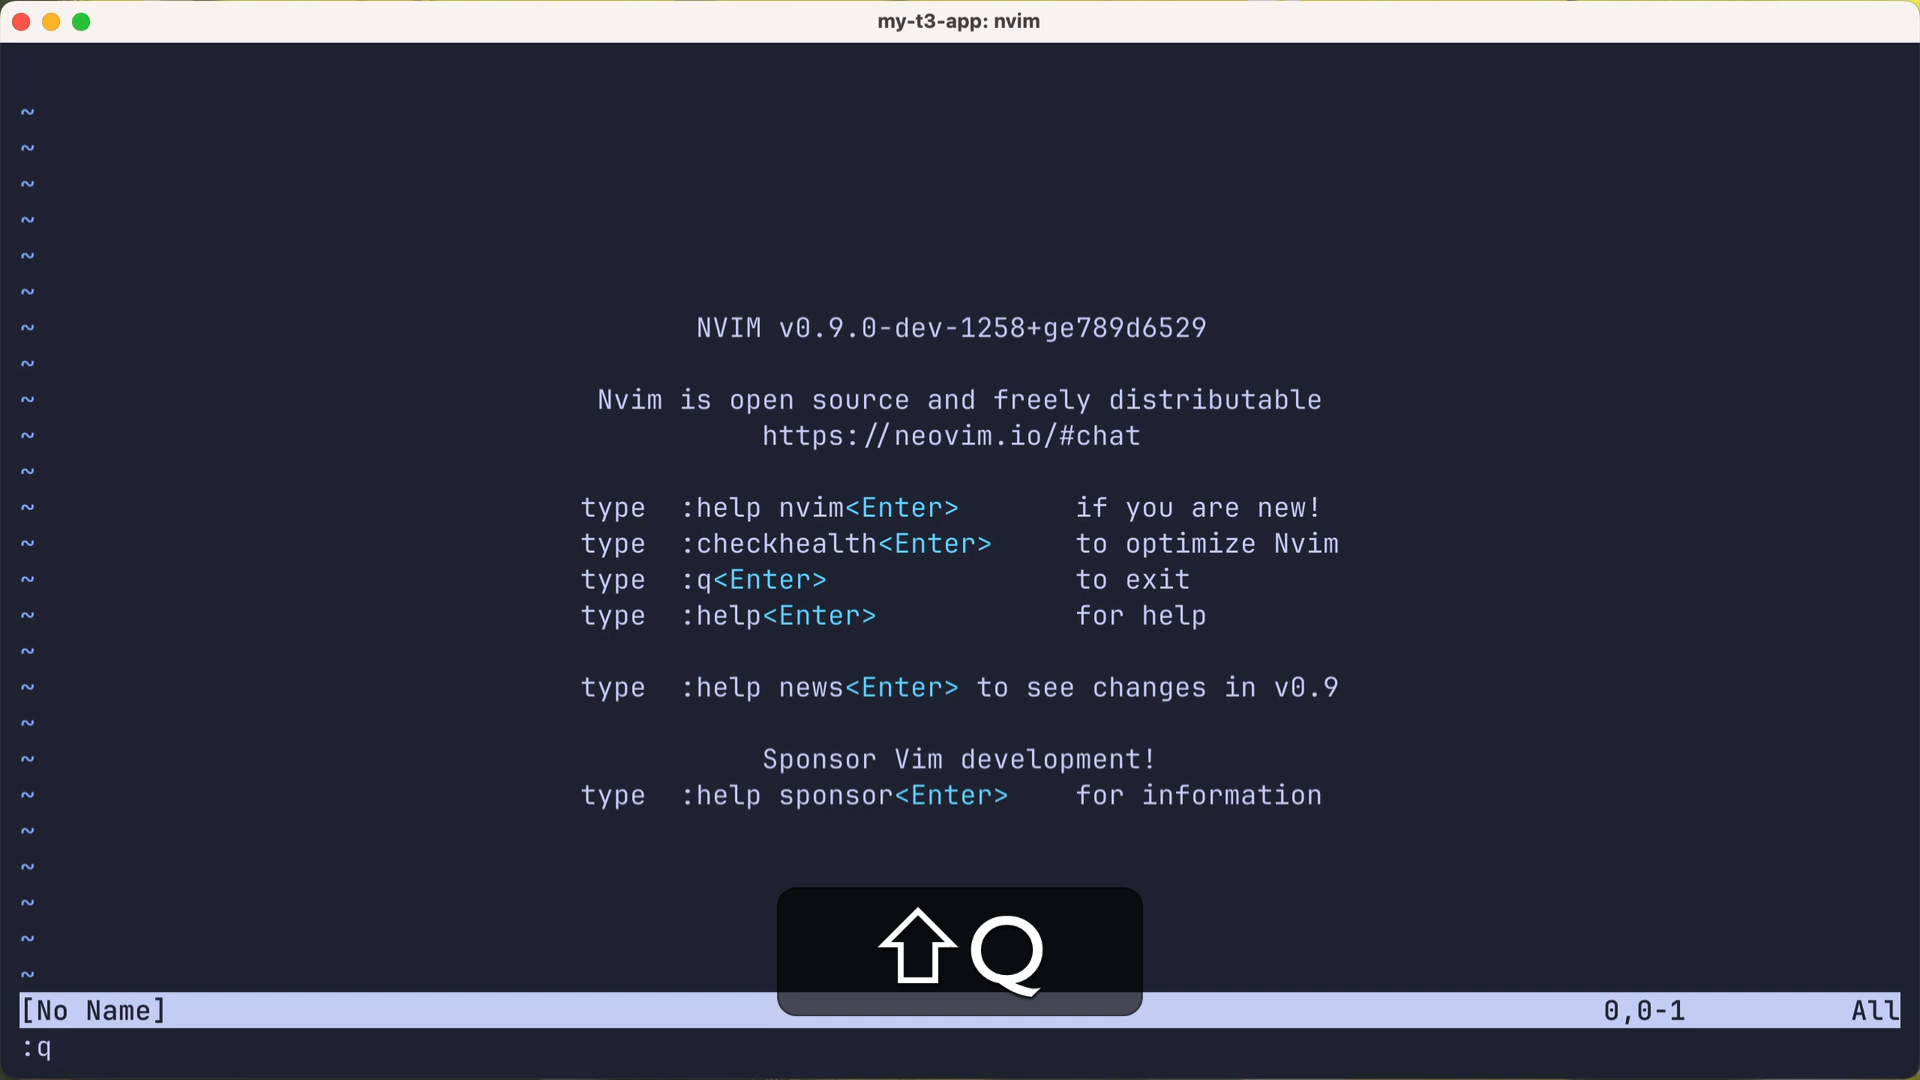 my-t3-app: nvim
~
~
~
~
~
~
~ NVIM v0.9.0-dev-1258+ge789d6529
~
~ Nvim is open source and freely distributable
~ https://neovim.io/#chat
~
~ type :help nvim<Enter> if you are new!
~ type :checkhealth<Enter> to optimize Nvim
~ type :q<Enter> to exit
~ type :help<Enter> for help
~
~ type :help news<Enter> to see changes in v0.9
~
~ Sponsor Vim development!
~ type :help sponsor<Enter> for information
~
~
~
~
~
⇧Q
[No Name] 0,0-1 All
:q